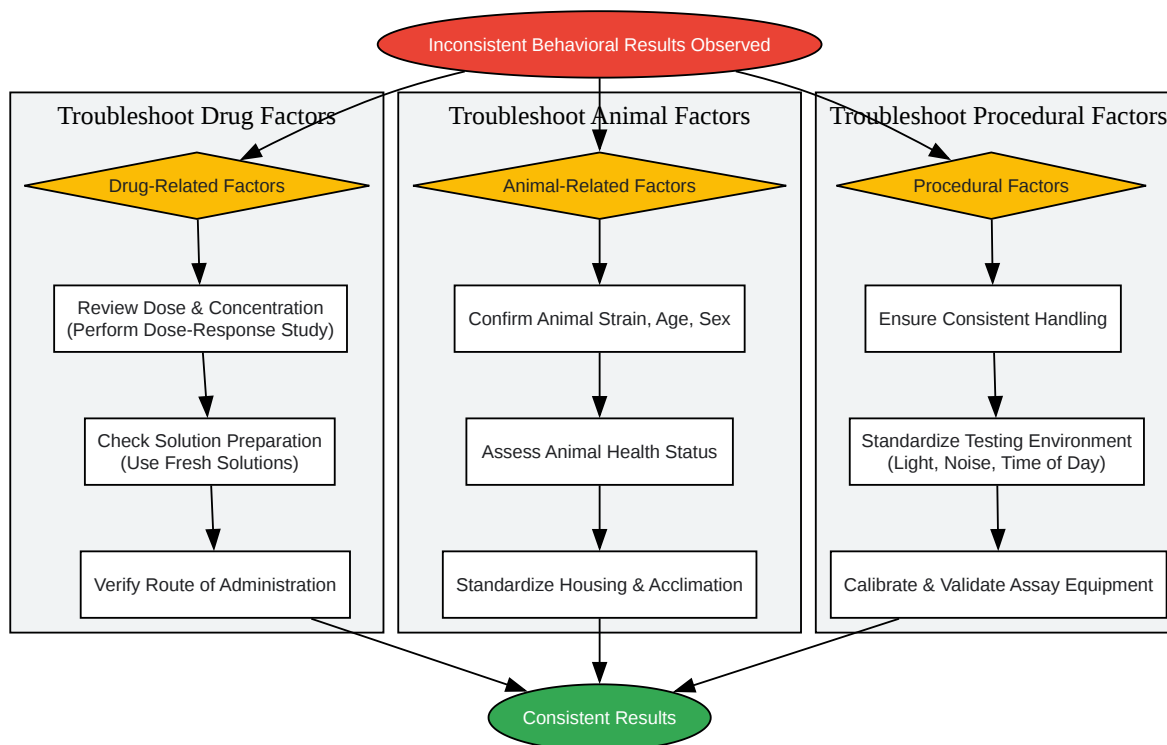 Inconsistent Behavioral Results Observed
Troubleshoot Drug Factors
Drug-Related Factors
Review Dose & Concentration
(Perform Dose-Response Study)
Check Solution Preparation
(Use Fresh Solutions)
Verify Route of Administration
Troubleshoot Animal Factors
Animal-Related Factors
Confirm Animal Strain, Age, Sex
Assess Animal Health Status
Standardize Housing & Acclimation
Troubleshoot Procedural Factors
Procedural Factors
Ensure Consistent Handling
Standardize Testing Environment
(Light, Noise, Time of Day)
Calibrate & Validate Assay Equipment
Consistent Results